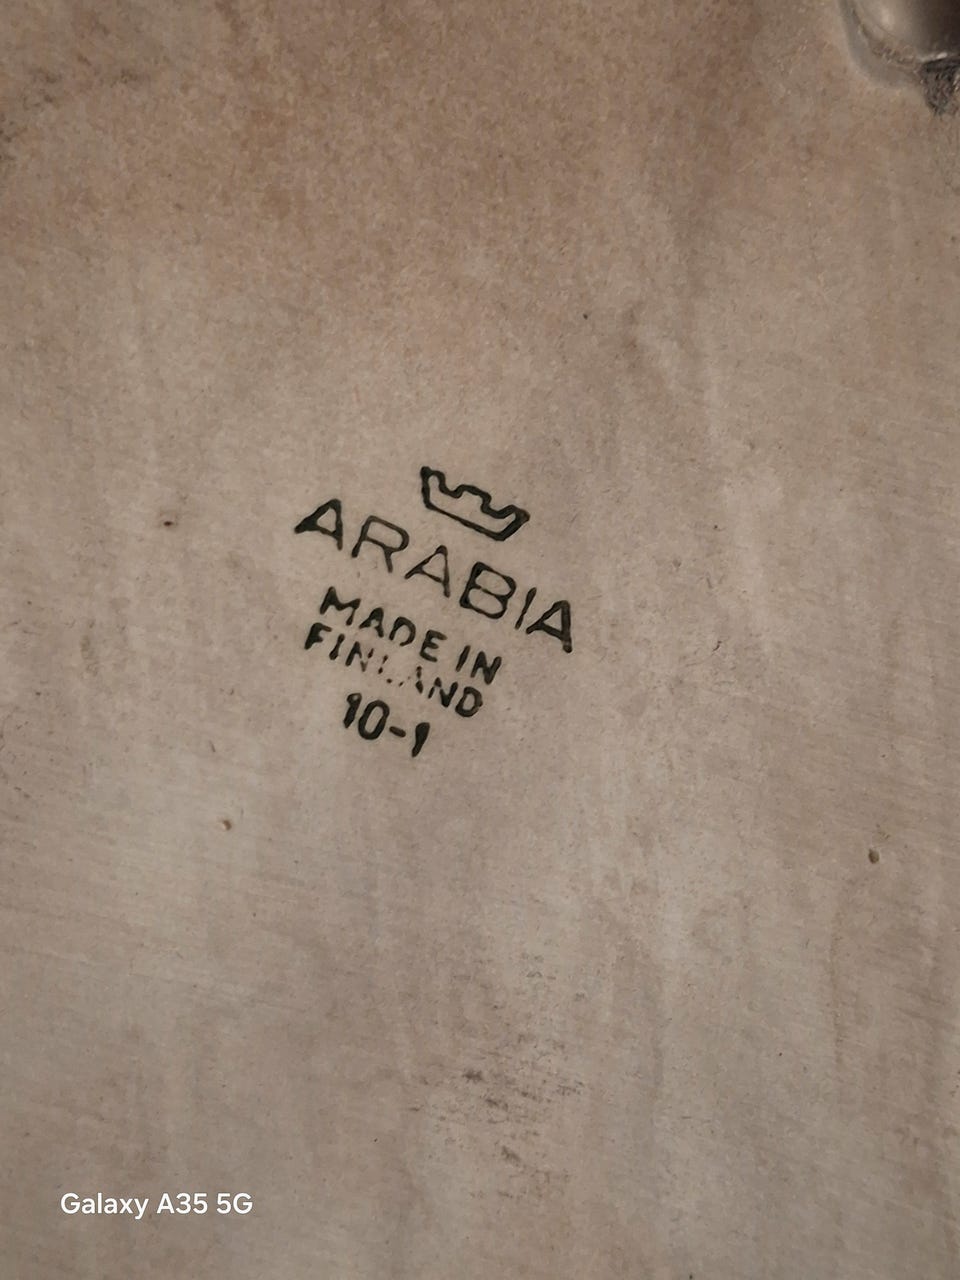 ARABIA
MADE IN
FINLAND
10-1
Galaxy A35 5G